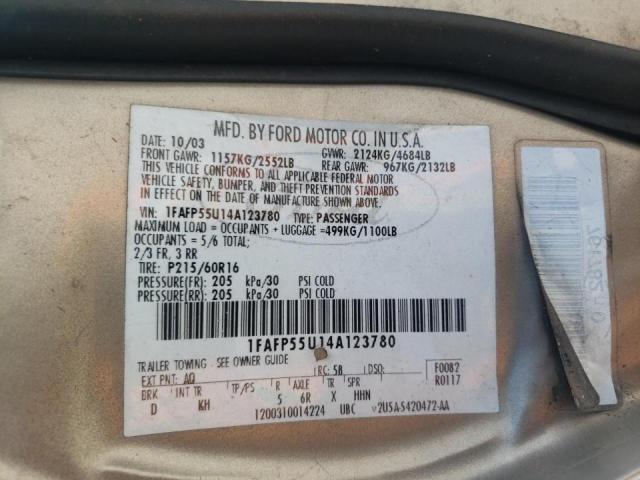 MFD. BY FORD MOTOR CO. IN U.S.A.
DATE: 10/03
FRONT GAWR: 1157KG/2552LB
GVWR: 2124KG/4684LB
REAR GAWR: 967KG/2132LB
THIS VEHICLE CONFORMS TO ALL APPLICABLE FEDERAL MOTOR
VEHICLE SAFETY, BUMPER, AND THEFT PREVENTION STANDARDS
IN EFFECT ON THE DATE OF MANUFACTURE SHOWN ABOVE.
VIN: 1FAFP55U14A123780 TYPE: PASSENGER
MAXIMUM LOAD = OCCUPANTS + LUGGAGE =499KG/1100LB
OCCUPANTS = 5/6 TOTAL;
2/3 FR, 3 RR
TIRE: P215/60R16
PRESSURE(FR): 205 kPa/30 PSI COLD
PRESSURE(RR): 205 kPa/30 PSI COLD
1FAFP55U14A123780
TRAILER TOWING - SEE OWNER GUIDE
EXT PNT: AQ RC: 58 DSO: F0082
BRK INT TR TP/PS R AXLE TR SPR R0117
D KH 5 6R X HHN
1200310014224 UBC V2U5A-5420472-AA